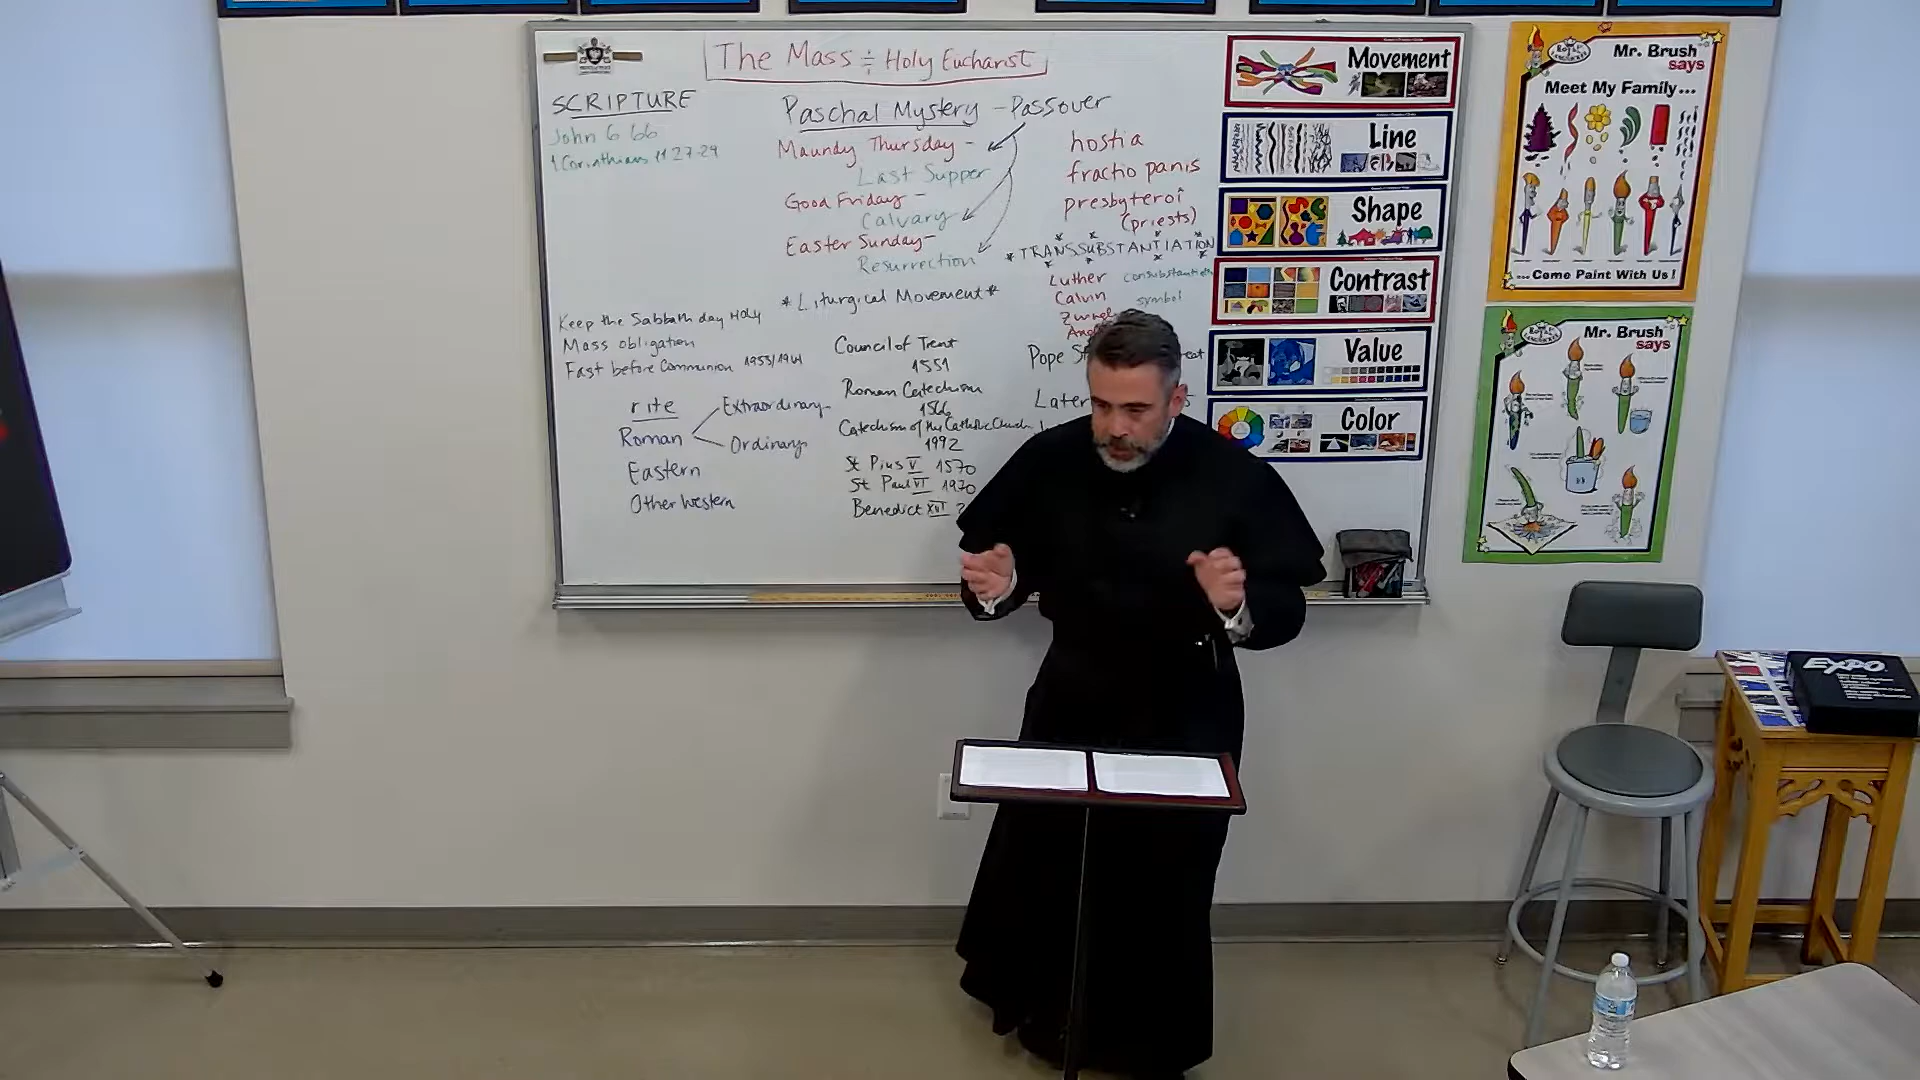 The Mass ÷ Holy Eucharist
SCRIPTURE
John 6 66
1 Corinthians 11 27-29
Paschal Mystery - Passover
Maundy Thursday -
Last Supper
Good Friday -
Calvary
Easter Sunday-
Resurrection
* Liturgical Movement *
hostia
fractio panis
presbyteroi
(priests)
* TRANSSUBSTANTIATION
Luther
Calvin symbol
Pope
Later
Keep the Sabbath day Holy
Mass obligation
Fast before Communion 1953/1964
rite
Roman
Extraordinary
Ordinary
Eastern
Other Western
Council of Trent
1551
Roman Catechism
1566
Catechism of the Catholic Church
1992
St Pius V 1570
St Paul VI 1970
Benedict XVI
Movement
Line
Shape
Contrast
Value
Color
Mr. Brush
says
Meet My Family...
...Come Paint With Us!
Mr. Brush
says
EXPO